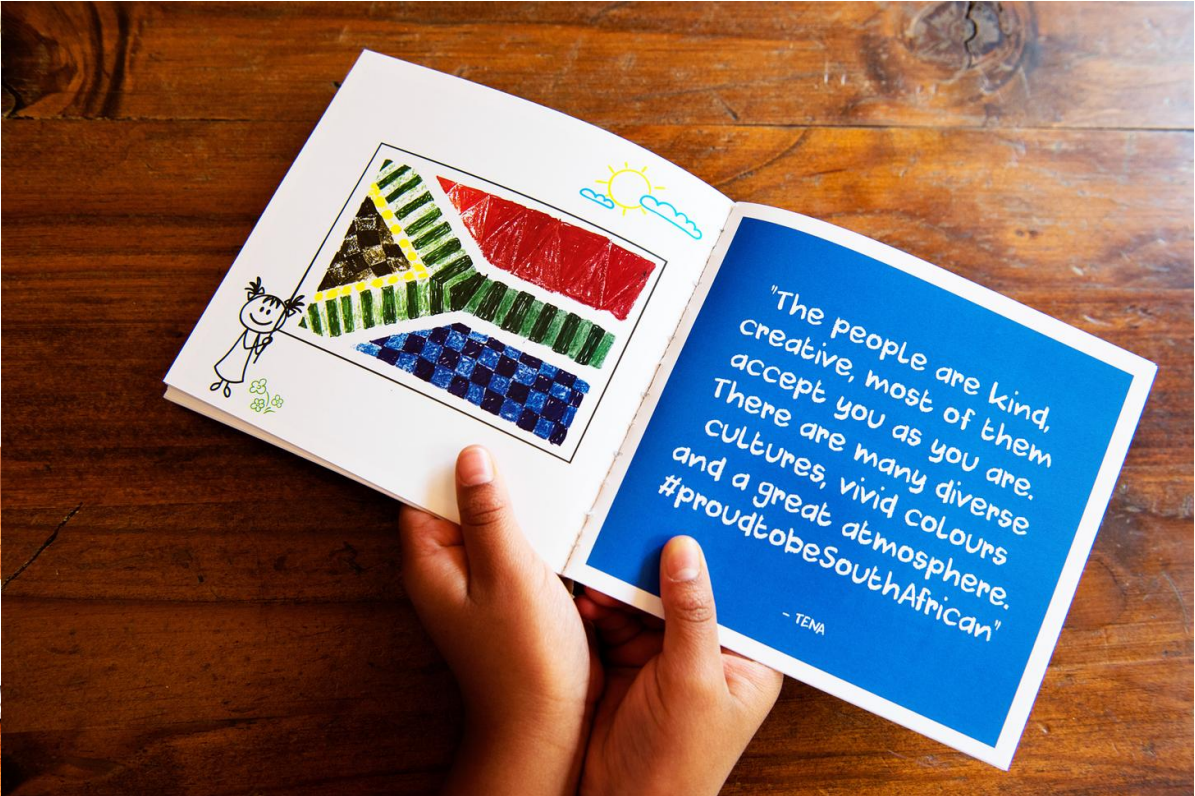 "The people are kind,
creative, most of them
accept you as you are.
There are many diverse
cultures, vivid colours
and a great atmosphere.
#proudtobeSouthAfrican"
- TENA